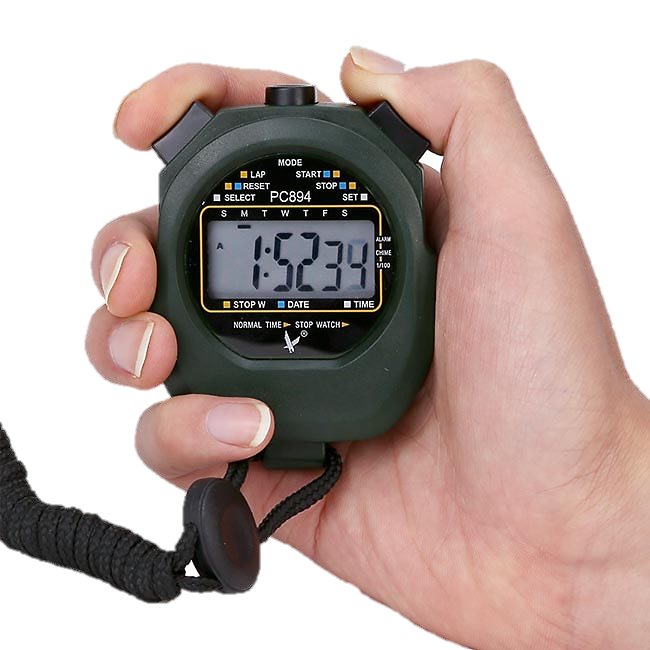 MODE
LAP START
RESET STOP
SELECT PC894 SET
S M T W T F S
A 1:52 34
ALARM
CHIME
1/100
STOP W DATE TIME
NORMAL TIME STOP WATCH
®